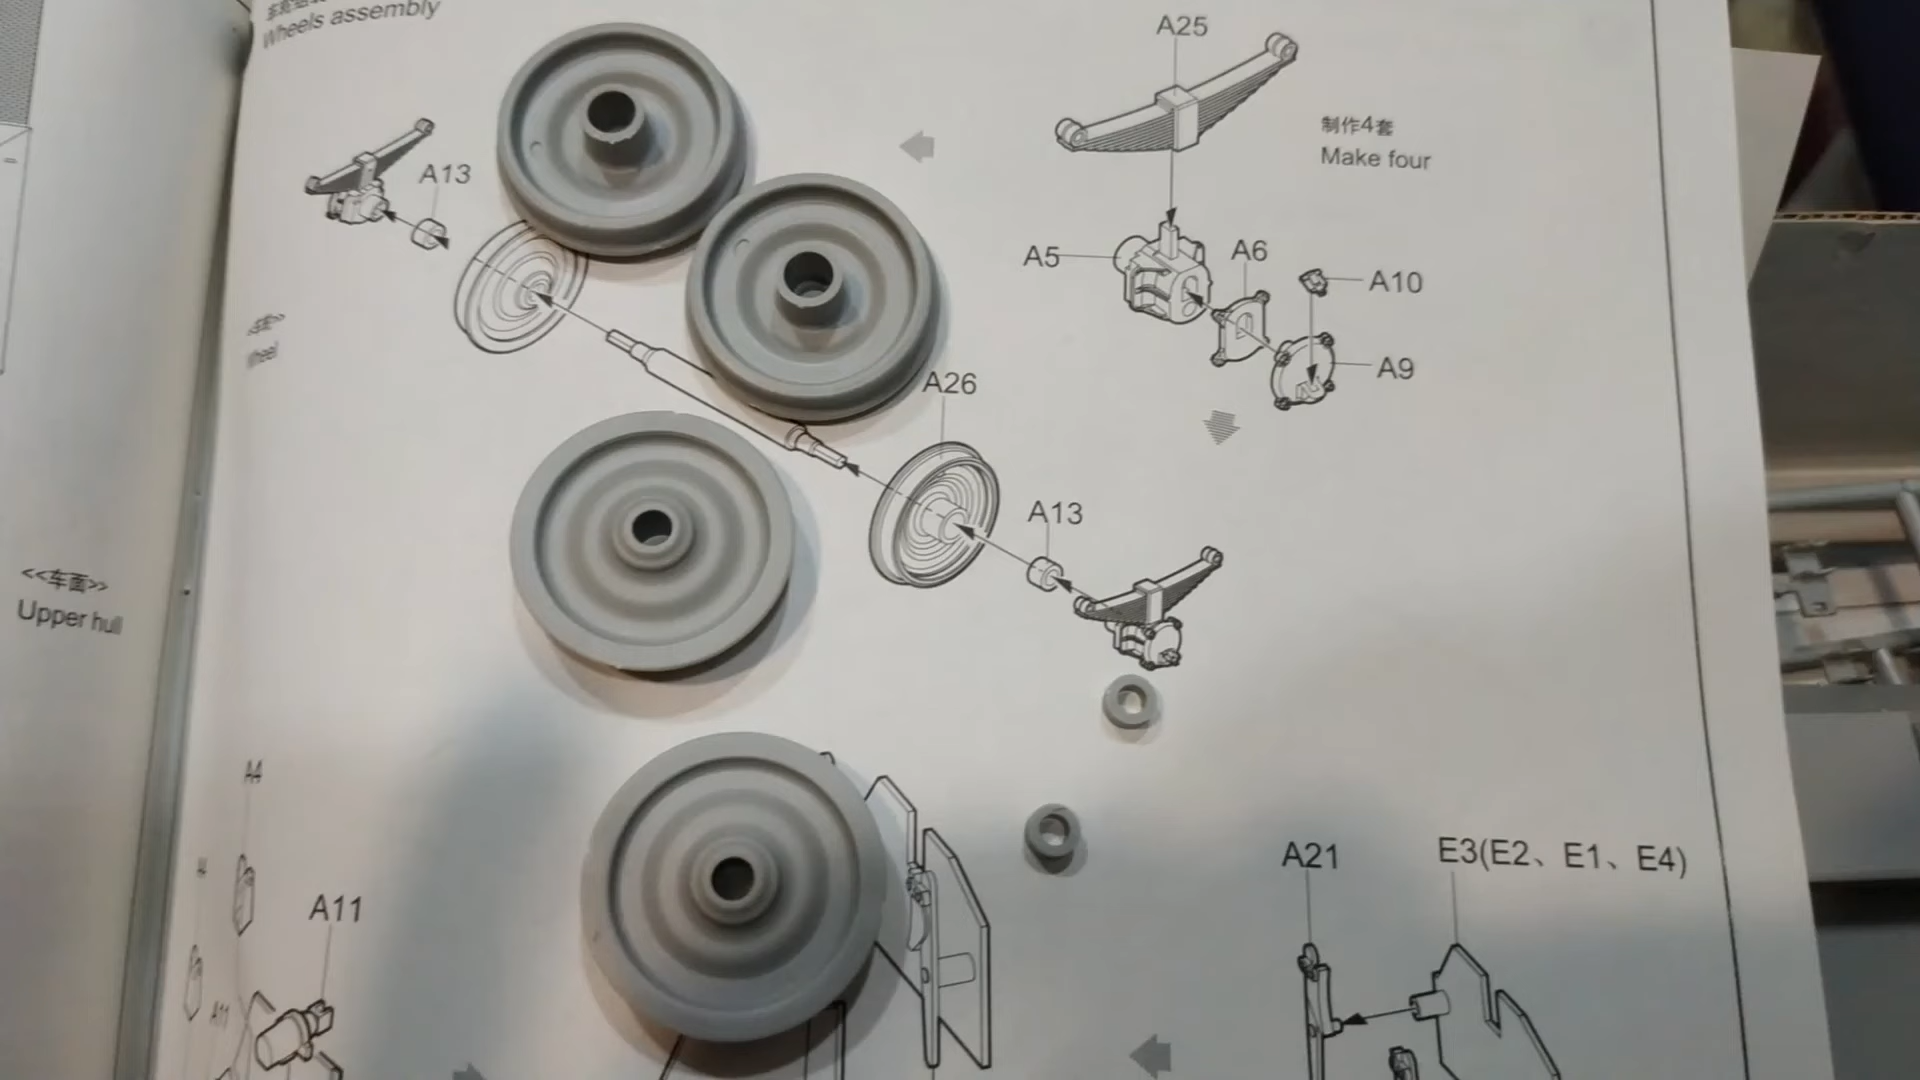 Wheels assembly
A25
制作4套
Make four
A13
A5
A6
A10
A9
A26
A13
<<车面>>
Upper hull
A4
A11
A11
A21
E3(E2、E1、E4)